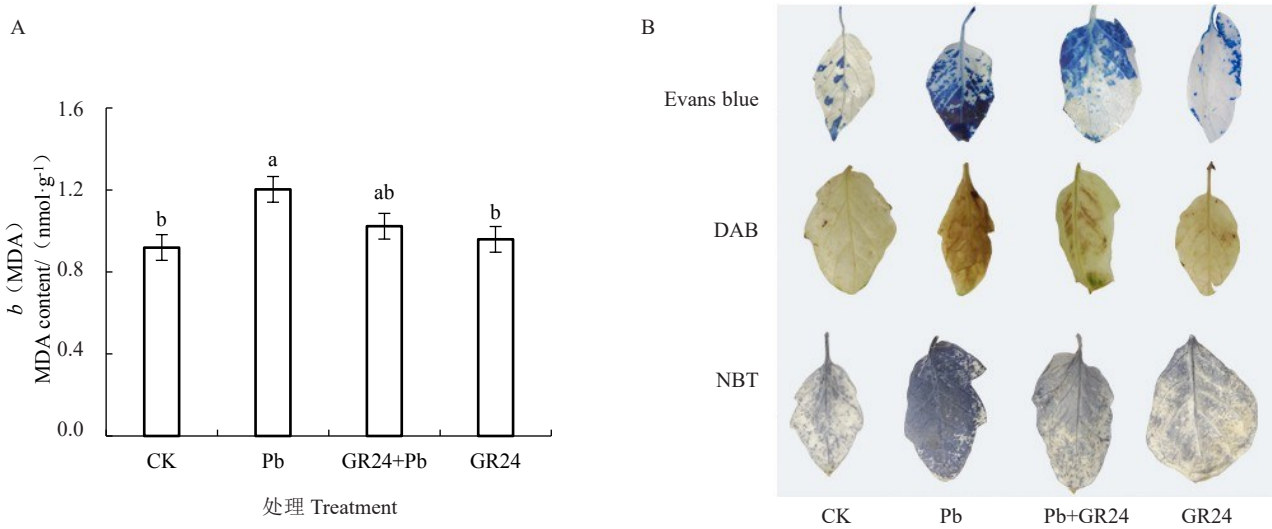 A
b（MDA）
MDA content/（nmol·g-1）
1.6
1.2
0.8
0.4
0.0
b
a
ab
b
CK
Pb
GR24+Pb
GR24
处理 Treatment
B
Evans blue
DAB
NBT
CK
Pb
Pb+GR24
GR24